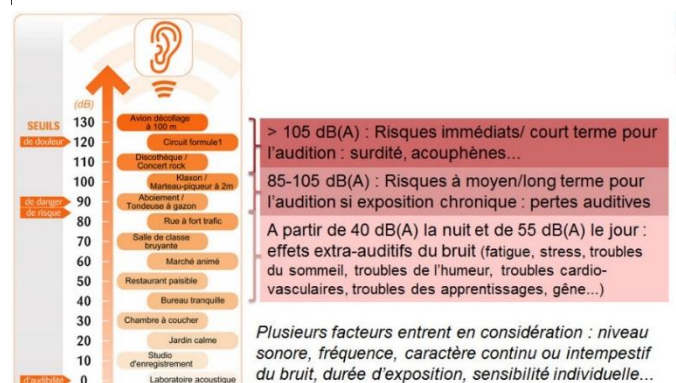 (dB)
SEUILS
130
Avion décollage
à 100 m
de douleur
120
Circuit formule1
110
Discothèque /
Concert rock
100
Klaxon /
Marteau-piqueur à 2m
de danger
90
Aboiement /
Tondeuse à gazon
de risque
80
Rue à fort trafic
70
Salle de classe
bruyante
60
Marché animé
50
Restaurant paisible
40
Bureau tranquille
30
Chambre à coucher
20
Jardin calme
10
Studio
d'enregistrement
d'audibilité
0
Laboratoire acoustique
> 105 dB(A) : Risques immédiats/ court terme pour
l'audition : surdité, acouphènes...
85-105 dB(A) : Risques à moyen/long terme pour
l'audition si exposition chronique : pertes auditives
A partir de 40 dB(A) la nuit et de 55 dB(A) le jour :
effets extra-auditifs du bruit (fatigue, stress, troubles
du sommeil, troubles de l'humeur, troubles cardio-
vasculaires, troubles des apprentissages, gêne...)
Plusieurs facteurs entrent en considération : niveau
sonore, fréquence, caractère continu ou intempestif
du bruit, durée d'exposition, sensibilité individuelle...